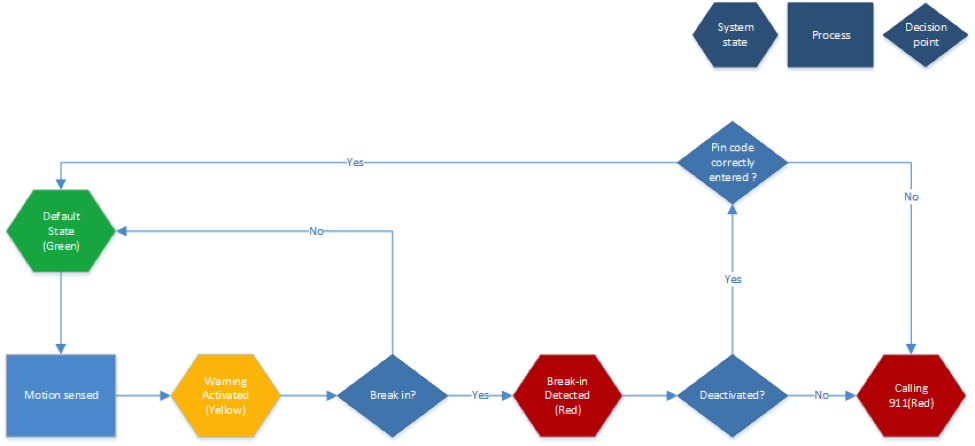 System
state
Process
Decision
point
Pin code
correctly
entered ?
Yes
No
Default
State
(Green)
No
Yes
Motion sensed
Warning
Activated
(Yellow)
Break in?
Yes
Break-in
Detected
(Red)
Deactivated?
No
Calling
911(Red)